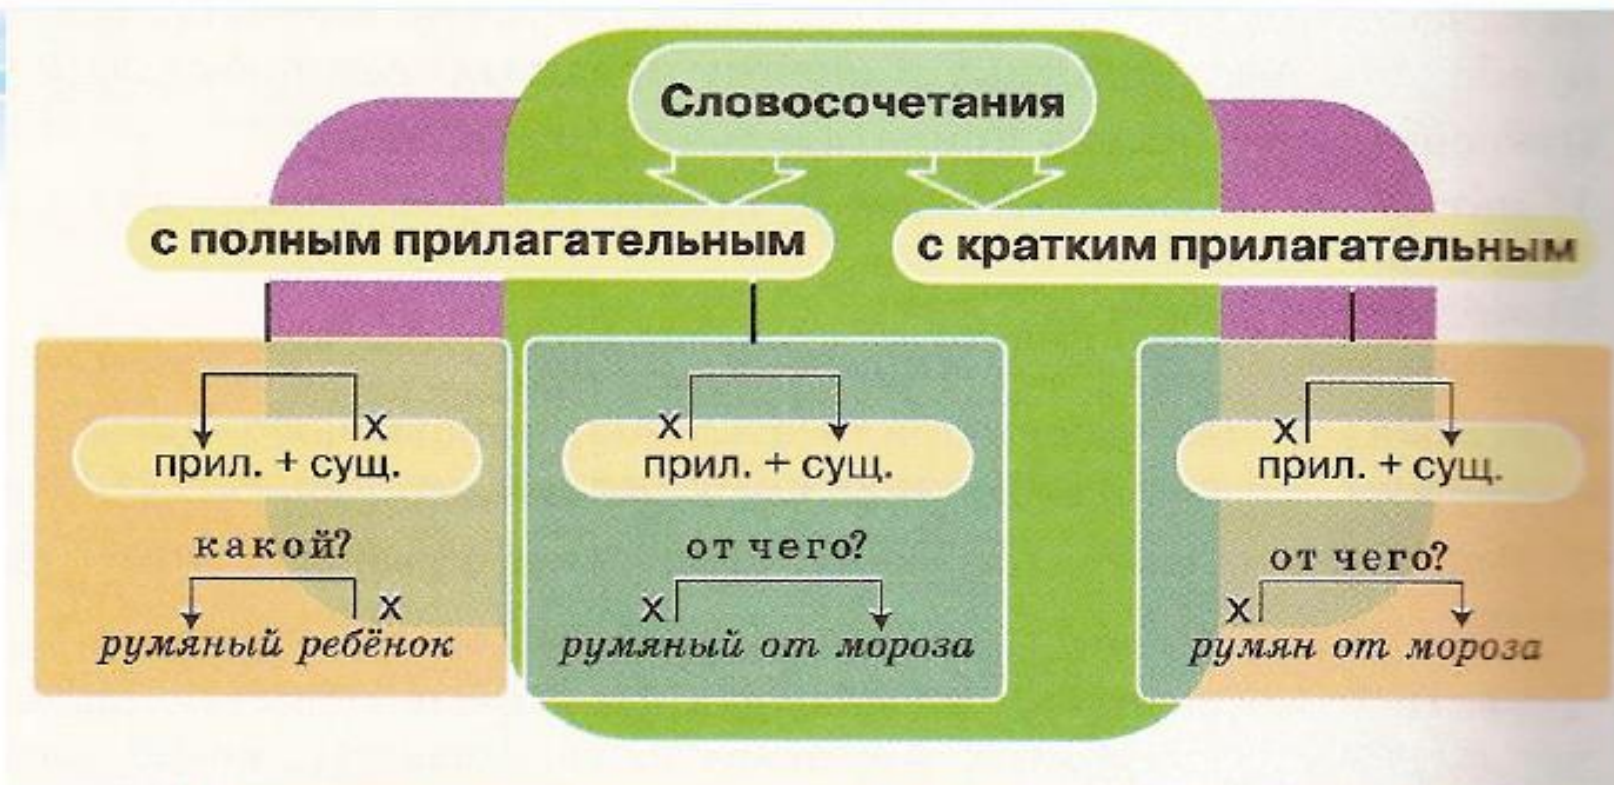 Словосочетания
с полным прилагательным
с кратким прилагательным
х
прил. + сущ.
какой?
х
румяный ребёнок
х
прил. + сущ.
от чего?
х
румяный от мороза
х
прил. + сущ.
от чего?
х
румян от мороза